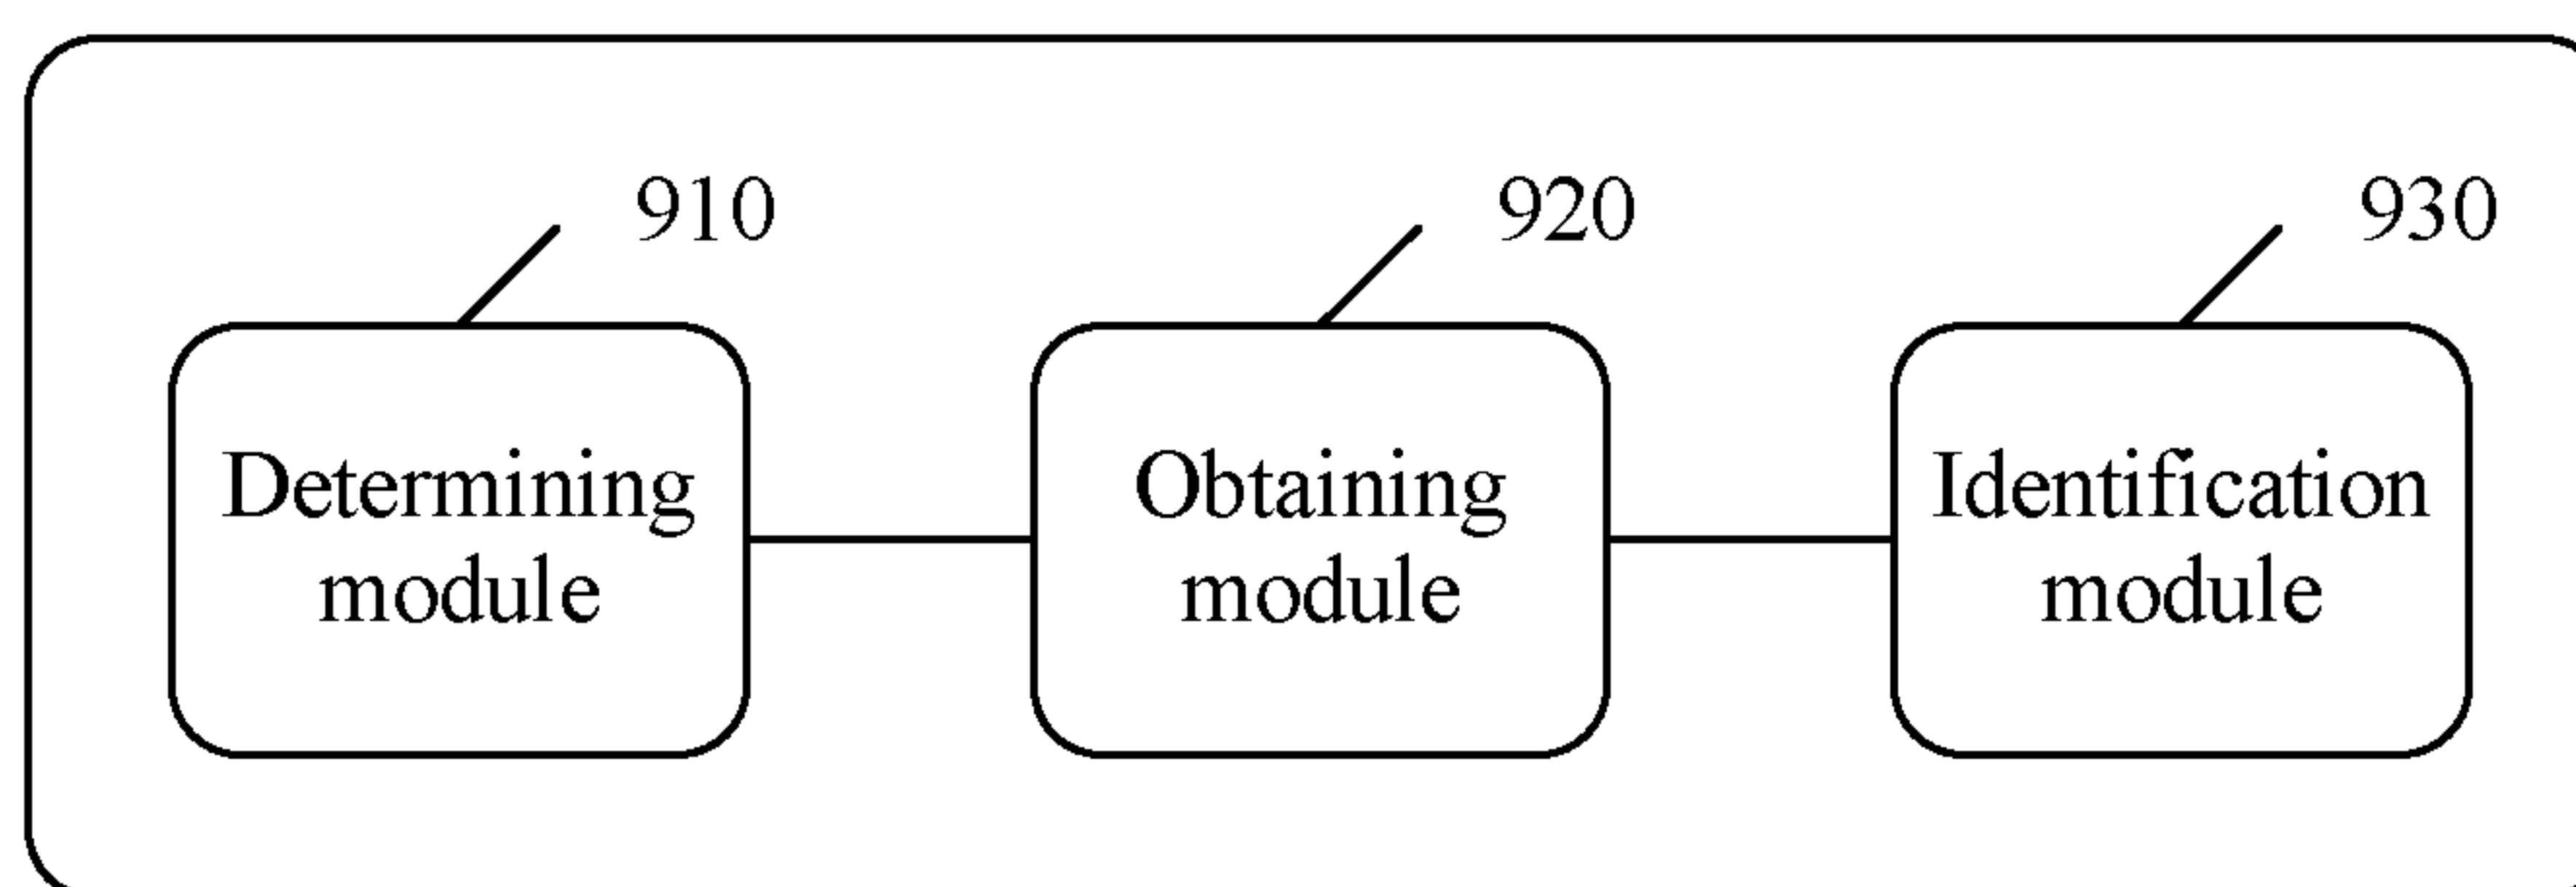 910
920
930
Determining
module
Obtaining
module
Identification
module